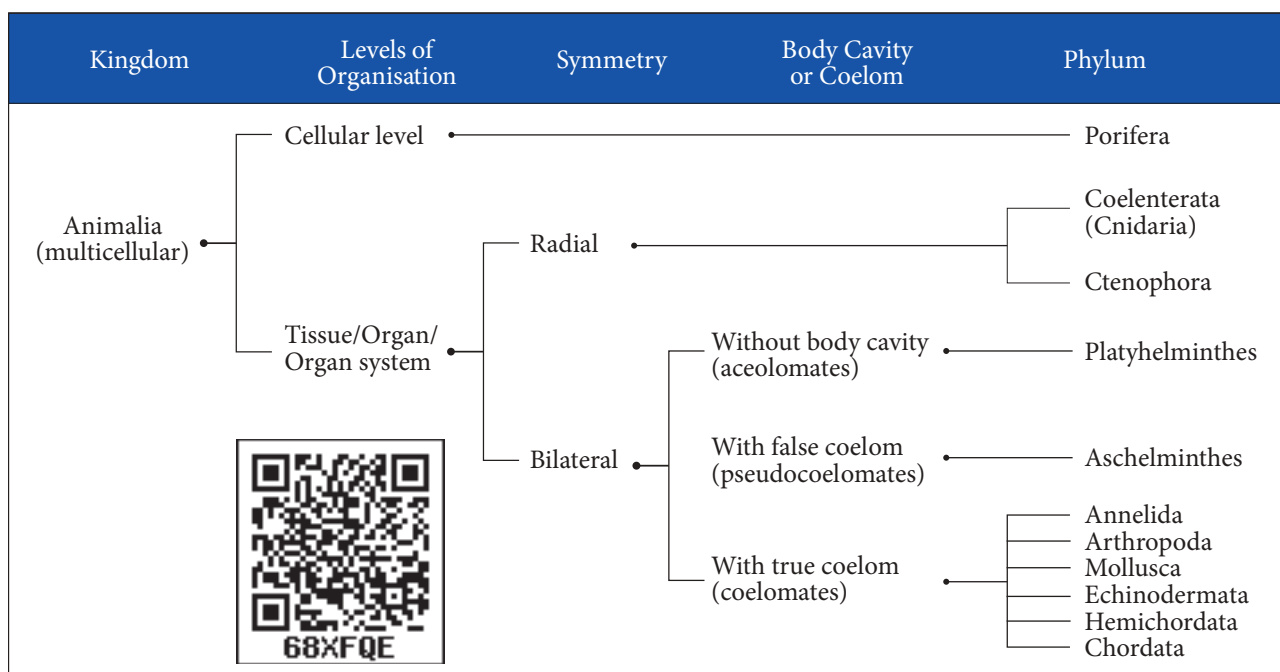 Kingdom
Levels of
Organisation
Symmetry
Body Cavity
or Coelom
Phylum
Cellular level
Porifera
Animalia
(multicellular)
Radial
Coelenterata
(Cnidaria)
Ctenophora
Tissue/Organ/
Organ system
Without body cavity
(aceolomates)
Platyhelminthes
Bilateral
With false coelom
(pseudocoelomates)
Aschelminthes
With true coelom
(coelomates)
Annelida
Arthropoda
Mollusca
Echinodermata
Hemichordata
Chordata
68XFQE